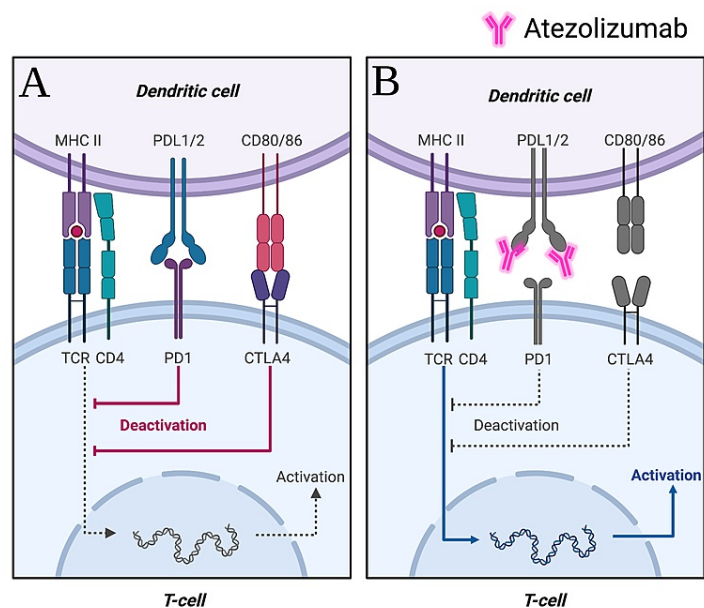 Atezolizumab
A
Dendritic cell
MHC II PDL1/2 CD80/86
TCR CD4 PD1 CTLA4
Deactivation
Activation
T-cell
B
Dendritic cell
MHC II PDL1/2 CD80/86
TCR CD4 PD1 CTLA4
Deactivation
Activation
T-cell